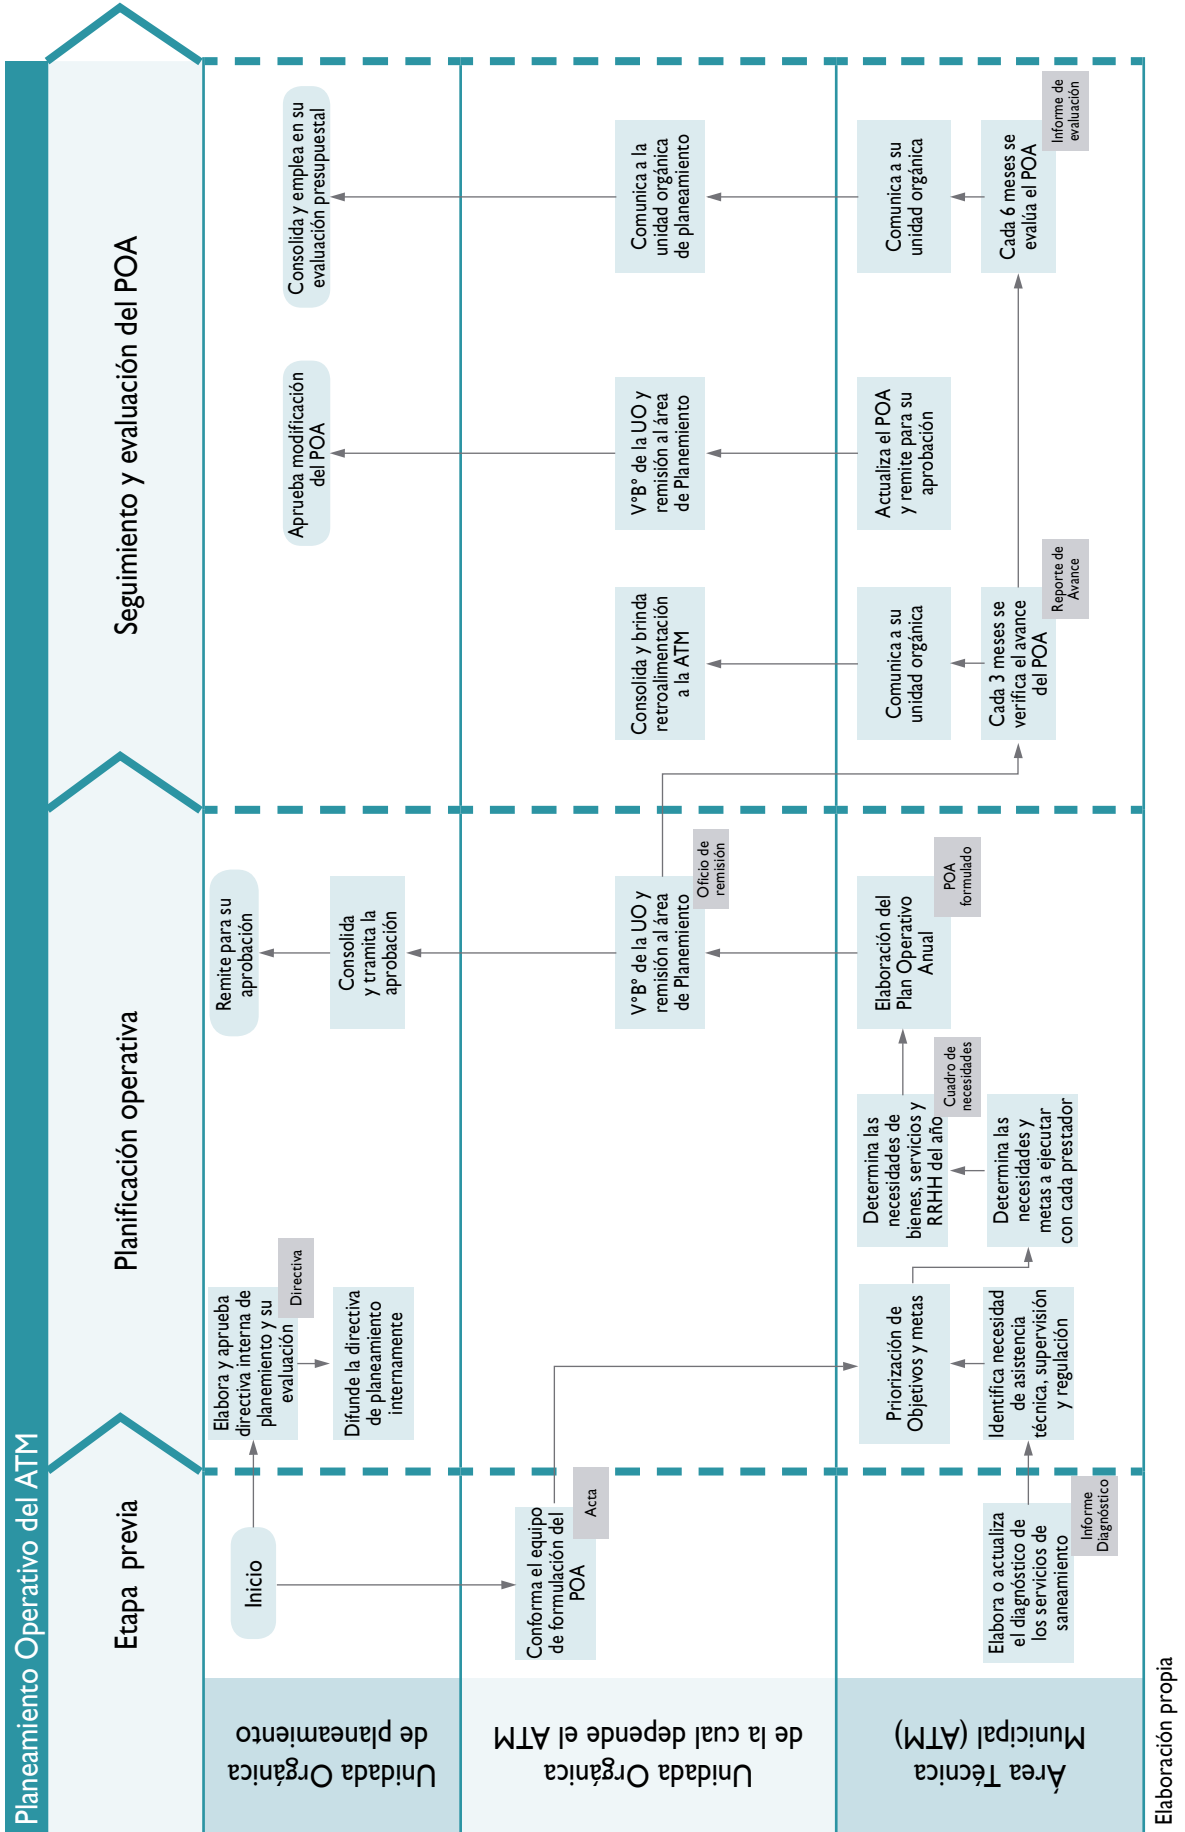 Planeamiento Operativo del ATM
Etapa previa
Planificación operativa
Seguimiento y evaluación del POA
Unidada Orgánica
de planeamiento
Inicio
Elabora y aprueba
directiva interna de
planemiento y su
evaluación
Directiva
Difunde la directiva
de planeamiento
internamente
Remite para su
aprobación
Consolida
y tramita la
aprobación
Aprueba modificación
del POA
Consolida y emplea en su
evaluación presupuestal
Unidada Orgánica
de la cual depende el ATM
Conforma el equipo
de formulación del
POA
Acta
V°B° de la UO y
remisión al área
de Planemiento
Oficio de
remisión
Consolida y brinda
retroalimentación
a la ATM
V°B° de la UO y
remisión al área
de Planemiento
Comunica a la
unidad orgánica
de planeamiento
Área Técnica
Municipal (ATM)
Elabora o actualiza
el diagnóstico de
los servicios de
saneamiento
Informe
Diagnóstico
Priorización de
Objetivos y metas
Identifica necesidad
de asistencia
técnica, supervisión
y regulación
Determina las
necesidades de
bienes, servicios y
RRHH del año
Cuadro de
necesidades
Determina las
necesidades y
metas a ejecutar
con cada prestador
Elaboración del
Plan Operativo
Anual
POA
formulado
Comunica a su
unidad orgánica
Cada 3 meses se
verifica el avance
del POA
Reporte de
Avance
Actualiza el POA
y remite para su
aprobación
Comunica a su
unidad orgánica
Cada 6 meses se
evalúa el POA
Informe de
evaluación
Elaboración propia